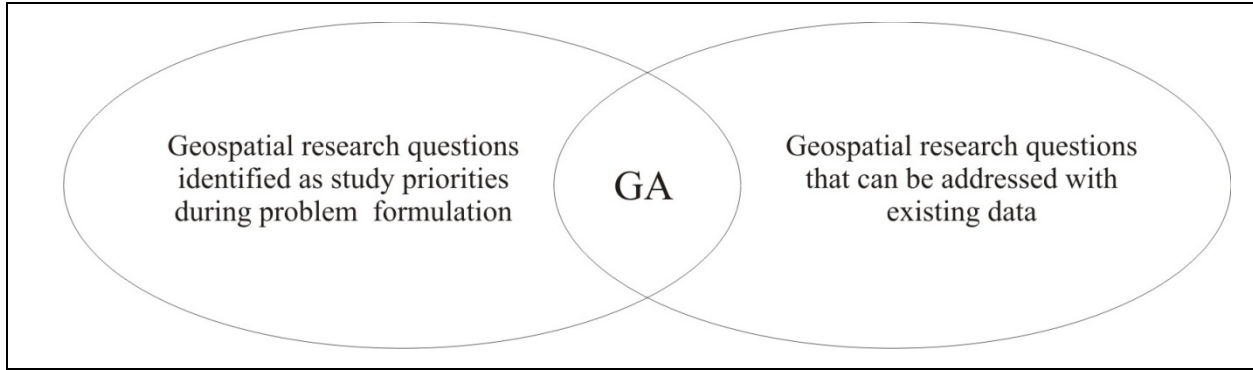 Geospatial research questions
identified as study priorities
during problem formulation
GA
Geospatial research questions
that can be addressed with
existing data